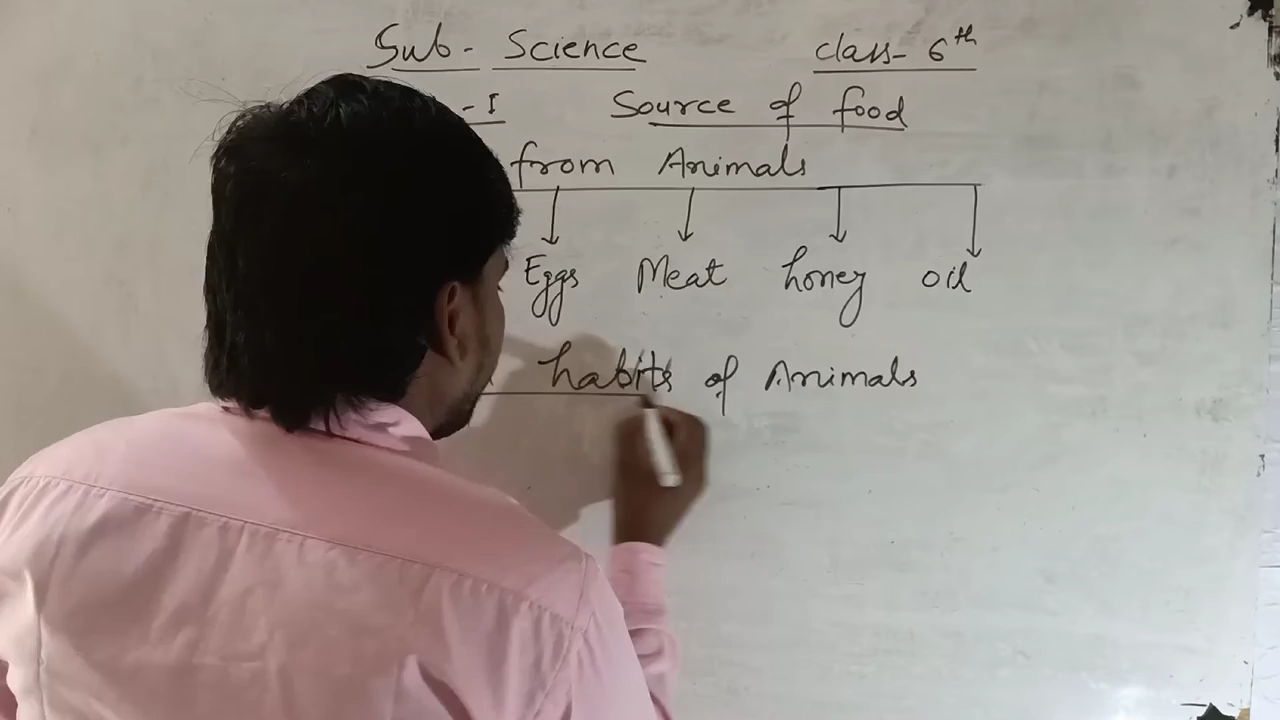 Sub- Science class- 6th
-I Source of food
from Animals
Eggs Meat honey oil
habits of Animals